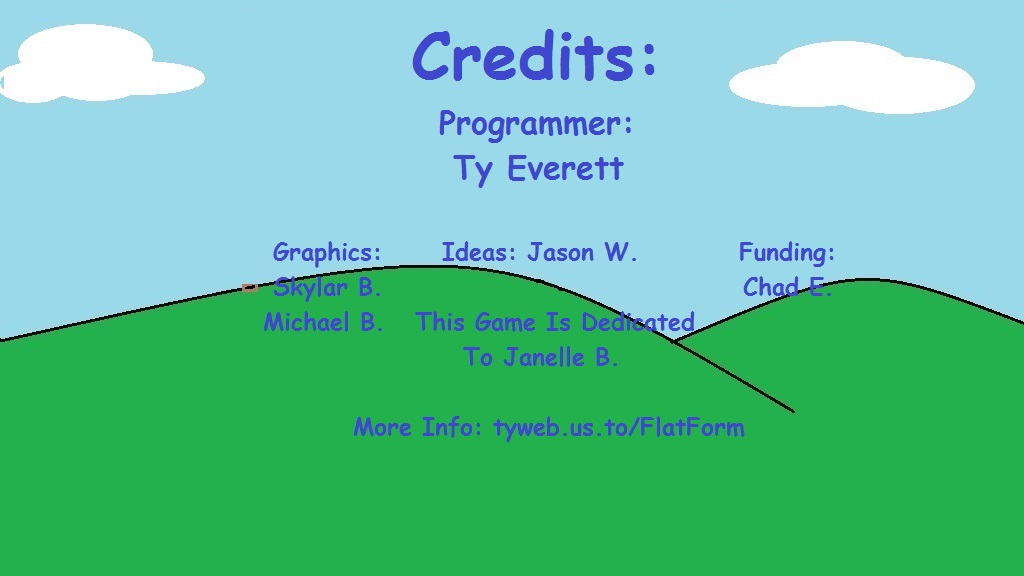 Credits:
Programmer:
Ty Everett
Graphics: Ideas: Jason W. Funding:
Skylar B. Chad E.
Michael B. This Game Is Dedicated
To Janelle B.
More Info: tyweb.us.to/FlatForm